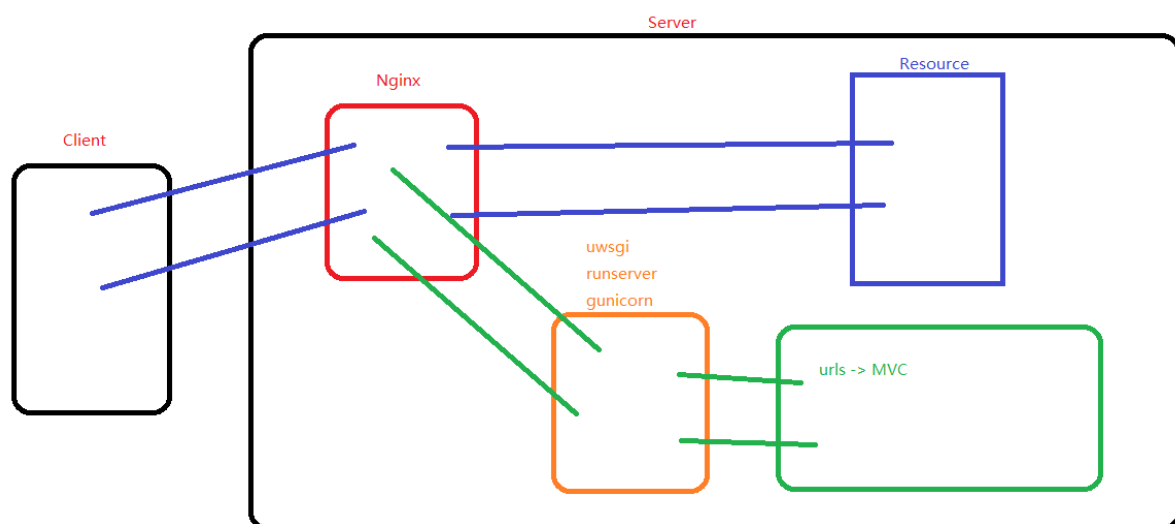 Server
Nginx
Resource
Client
uwsgi
runserver
gunicorn
urls -> MVC